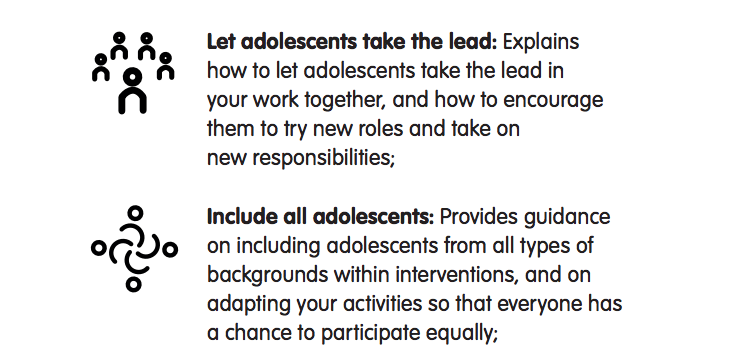 Let adolescents take the lead: Explains
how to let adolescents take the lead in
your work together, and how to encourage
them to try new roles and take on
new responsibilities;
Include all adolescents: Provides guidance
on including adolescents from all types of
backgrounds within interventions, and on
adapting your activities so that everyone has
a chance to participate equally;